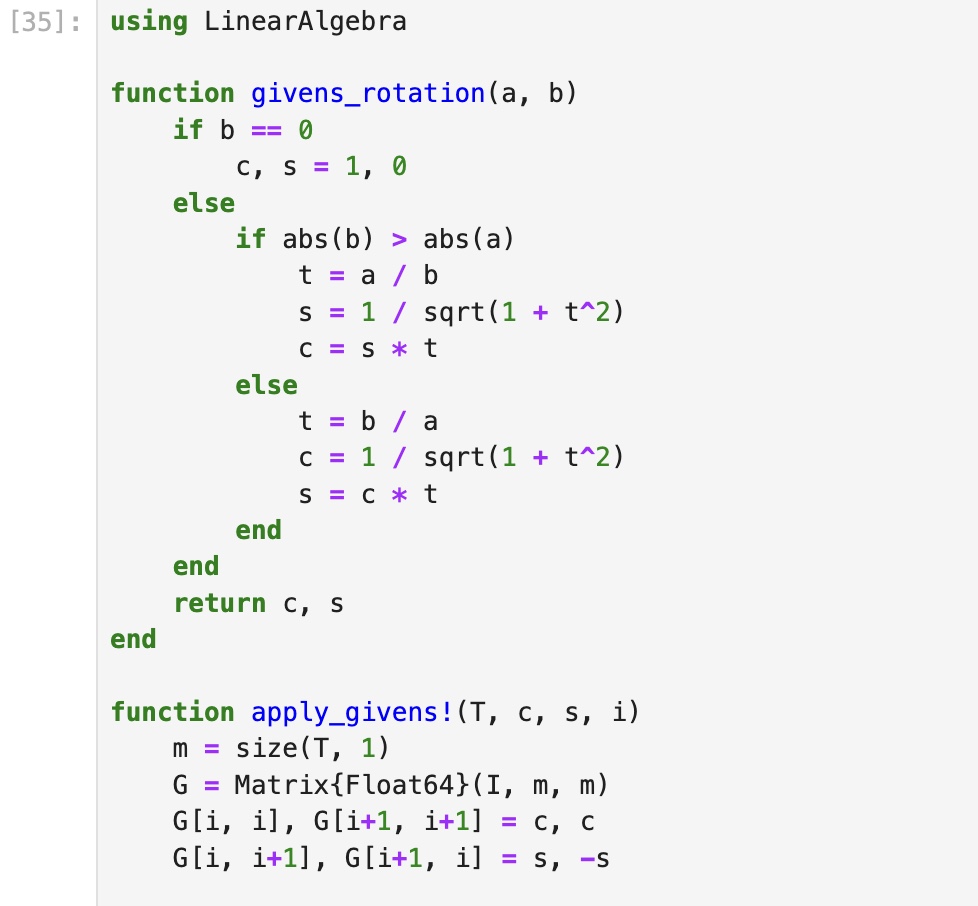 [35]: using LinearAlgebra
function givens_rotation(a, b)
    if b == 0
        c, s = 1, 0
    else
        if abs(b) > abs(a)
            t = a / b
            s = 1 / sqrt(1 + t^2)
            c = s * t
        else
            t = b / a
            c = 1 / sqrt(1 + t^2)
            s = c * t
        end
    end
    return c, s
end
function apply_givens!(T, c, s, i)
    m = size(T, 1)
    G = Matrix{Float64}(I, m, m)
    G[i, i], G[i+1, i+1] = c, c
    G[i, i+1], G[i+1, i] = s, -s